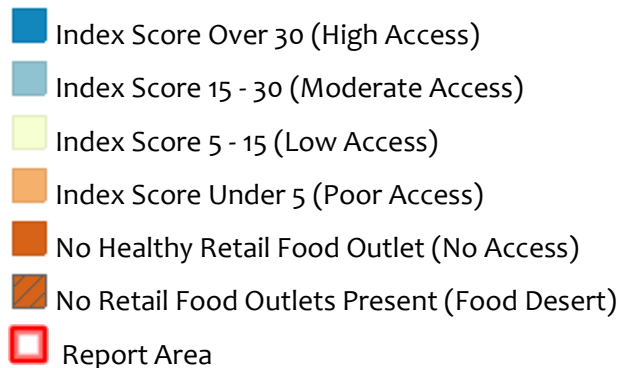 Index Score Over 30 (High Access)
Index Score 15 - 30 (Moderate Access)
Index Score 5 - 15 (Low Access)
Index Score Under 5 (Poor Access)
No Healthy Retail Food Outlet (No Access)
No Retail Food Outlets Present (Food Desert)
Report Area